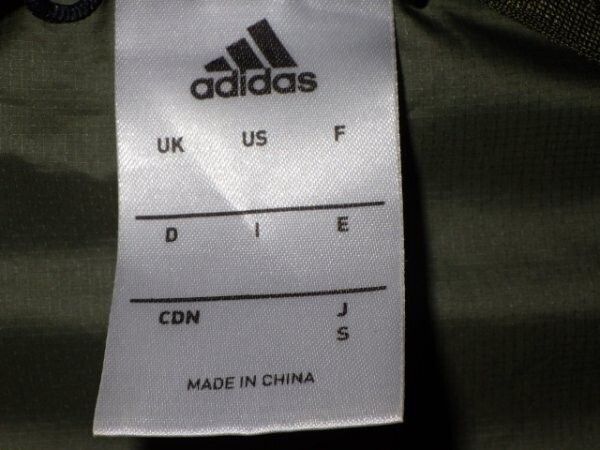 adidas
UK US F
D I E
CDN J
S
MADE IN CHINA